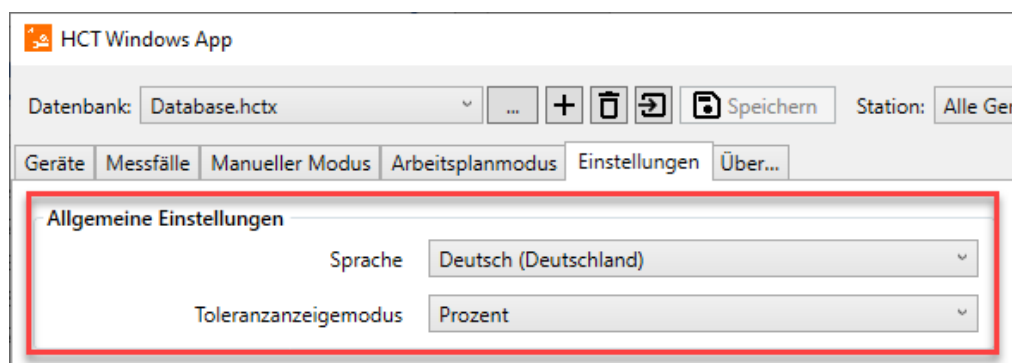 HCT Windows App
Datenbank: Database.hctx ... Speichern Station: Alle
Geräte Messfälle Manueller Modus Arbeitsplanmodus Einstellungen Über...
Allgemeine Einstellungen
Sprache Deutsch (Deutschland)
Toleranzanzeigemodus Prozent